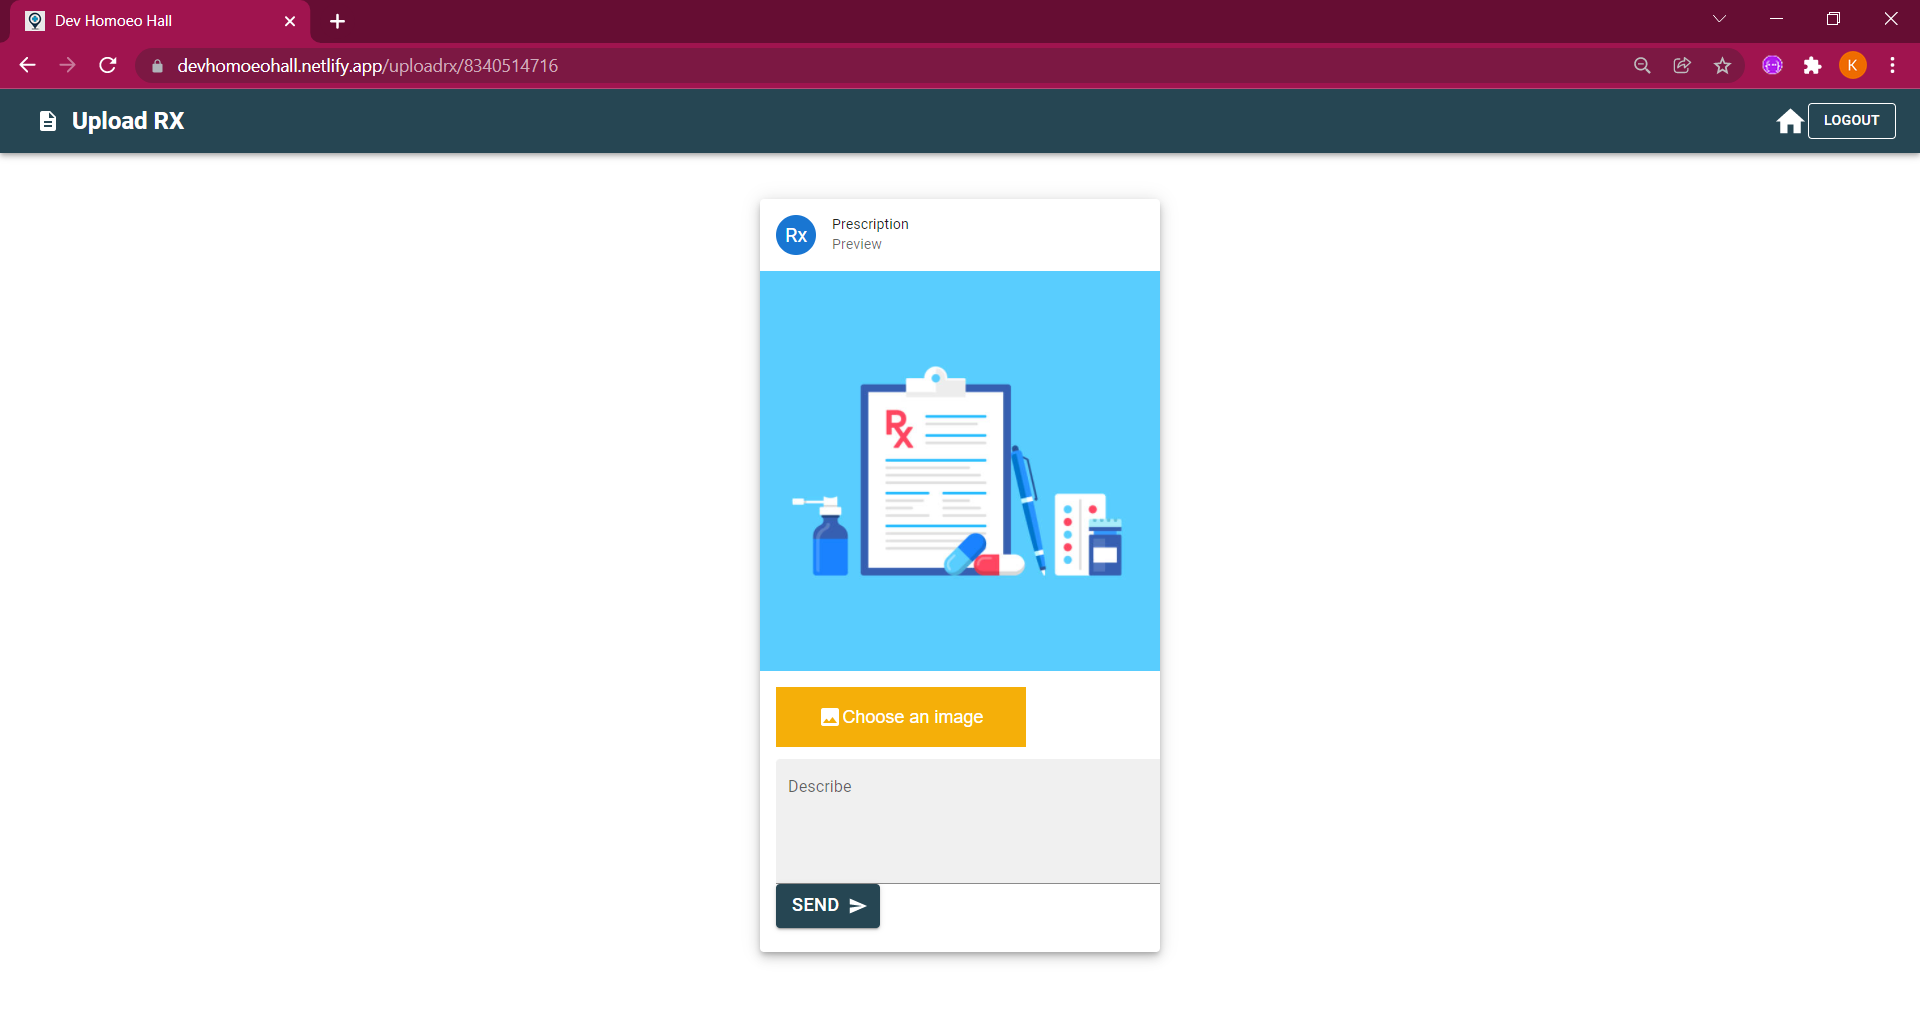 Dev Homoeo Hall
devhomoeohall.netlify.app/uploadrx/8340514716
K
Upload RX
LOGOUT
Rx
Prescription
Preview
Rx
Choose an image
Describe
SEND